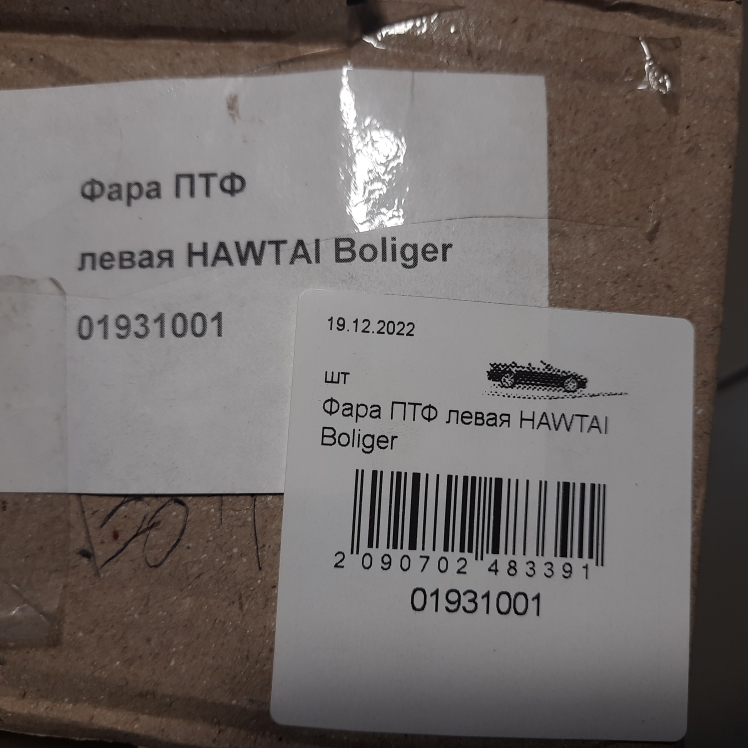 Фара ПТФ
левая HAWTAI Boliger
01931001
19.12.2022
шт
Фара ПТФ левая HAWTAI
Boliger
2 090702 483391
01931001